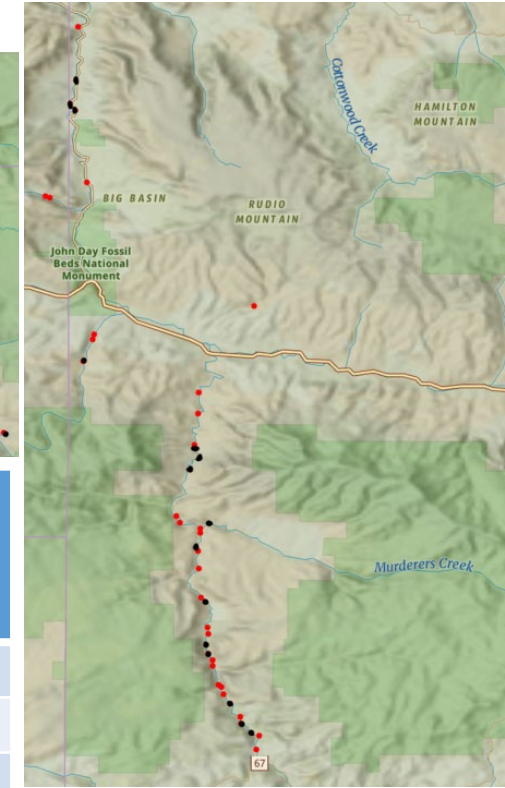 Cottonwood Creek
HAMILTON
MOUNTAIN
BIG BASIN
RUDIO
MOUNTAIN
John Day Fossil
Beds National
Monument
Murderers Creek
67